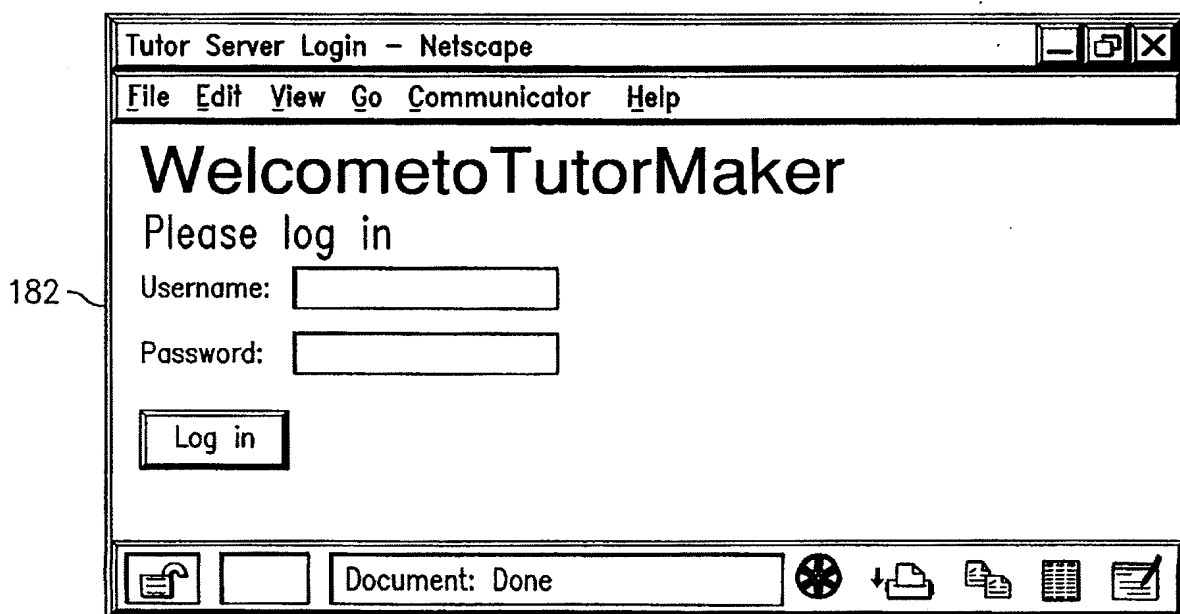 Tutor Server Login – Netscape
File Edit View Go Communicator Help
WelcometoTutorMaker
Please log in
182
Username:
Password:
Log in
Document: Done